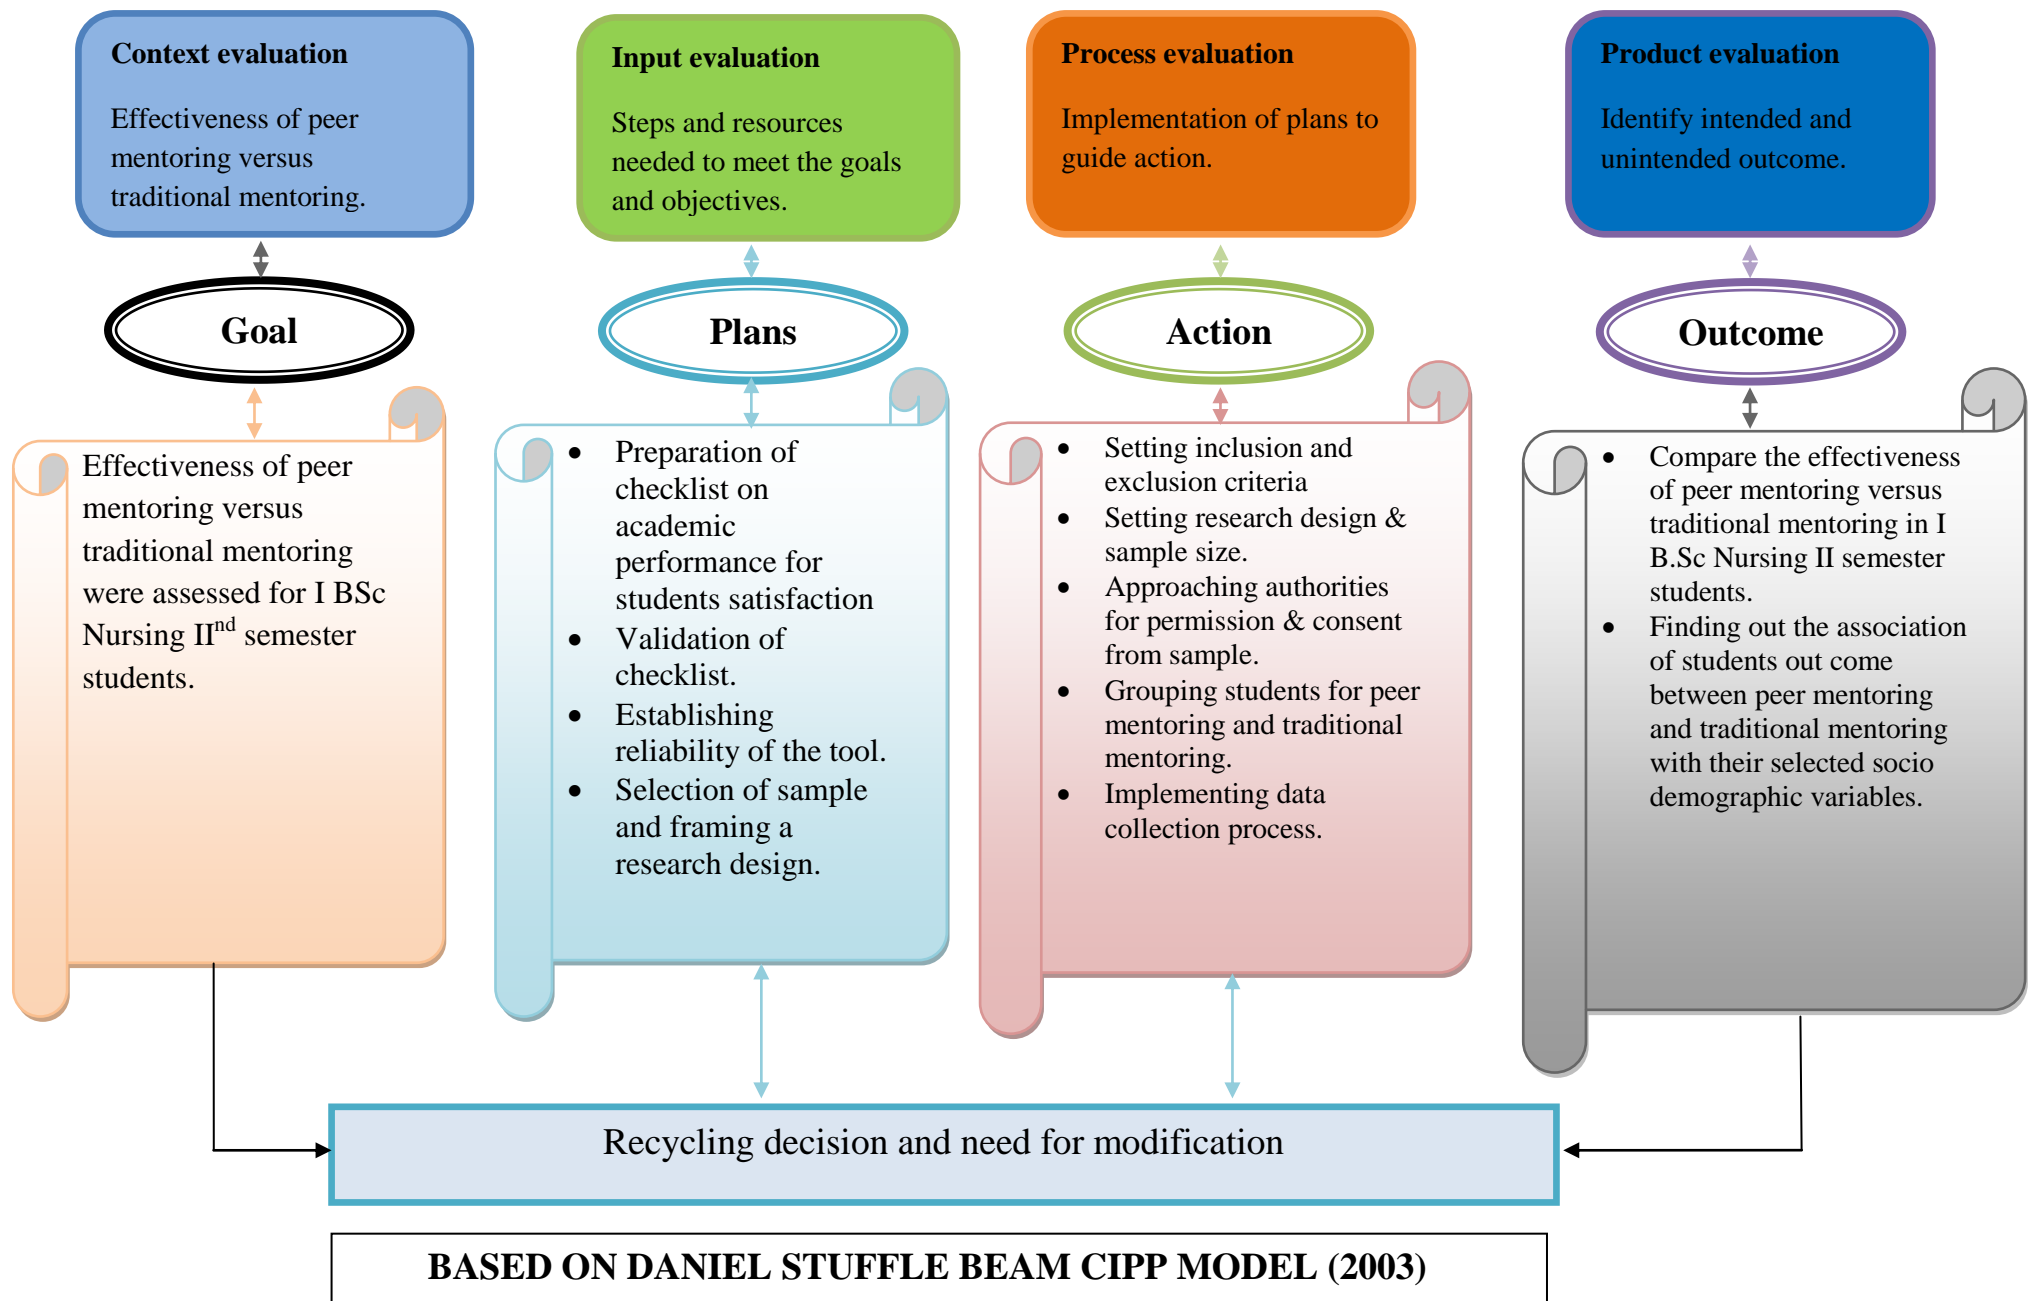 Context evaluation
Effectiveness of peer
mentoring versus
traditional mentoring.
Input evaluation
Steps and resources
needed to meet the goals
and objectives.
Process evaluation
Implementation of plans to
guide action.
Product evaluation
Identify intended and
unintended outcome.
Goal
Plans
Action
Outcome
Effectiveness of peer
mentoring versus
traditional mentoring
were assessed for I BSc
Nursing IInd semester
students.
• Preparation of
checklist on
academic
performance for
students satisfaction
• Validation of
checklist.
• Establishing
reliability of the tool.
• Selection of sample
and framing a
research design.
• Setting inclusion and
exclusion criteria
• Setting research design &
sample size.
• Approaching authorities
for permission & consent
from sample.
• Grouping students for peer
mentoring and traditional
mentoring.
• Implementing data
collection process.
• Compare the effectiveness
of peer mentoring versus
traditional mentoring in I
B.Sc Nursing II semester
students.
• Finding out the association
of students out come
between peer mentoring
and traditional mentoring
with their selected socio
demographic variables.
Recycling decision and need for modification
BASED ON DANIEL STUFFLE BEAM CIPP MODEL (2003)